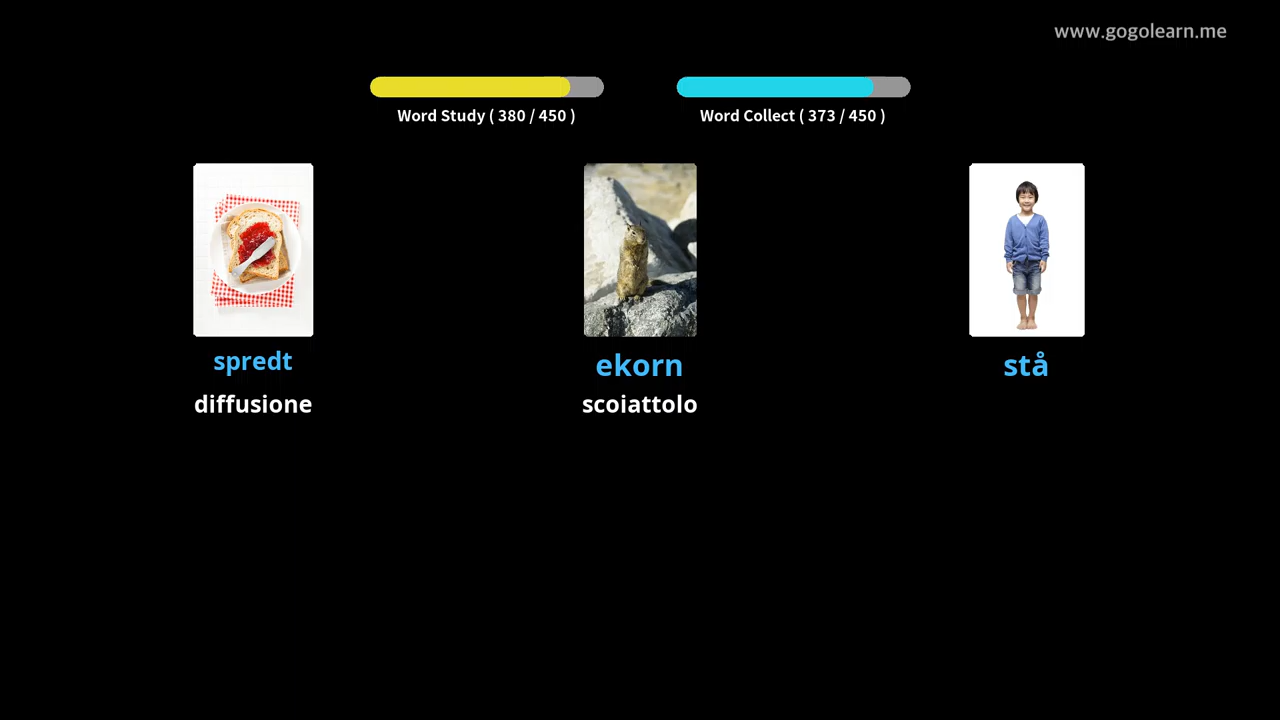 www.gogolearn.me
Word Study ( 380 / 450 )
Word Collect ( 373 / 450 )
spredt
ekorn
stå
diffusione
scoiattolo